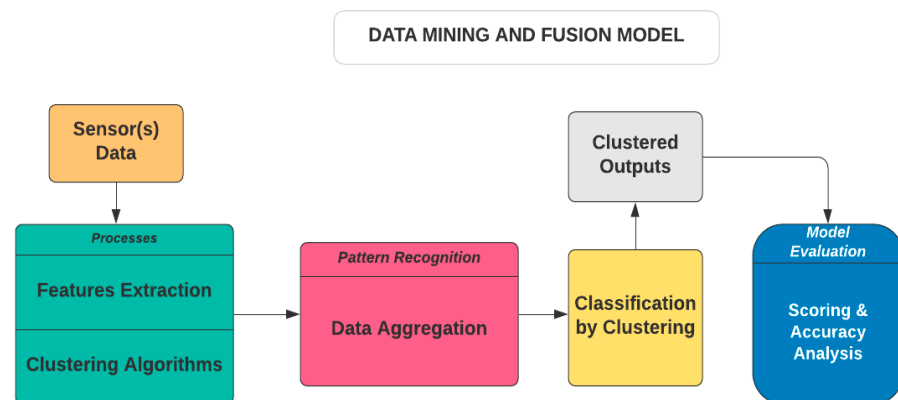 DATA MINING AND FUSION MODEL
Sensor(s)
Data
Processes
Features Extraction
Clustering Algorithms
Pattern Recognition
Data Aggregation
Classification
by Clustering
Clustered
Outputs
Model
Evaluation
Scoring &
Accuracy
Analysis